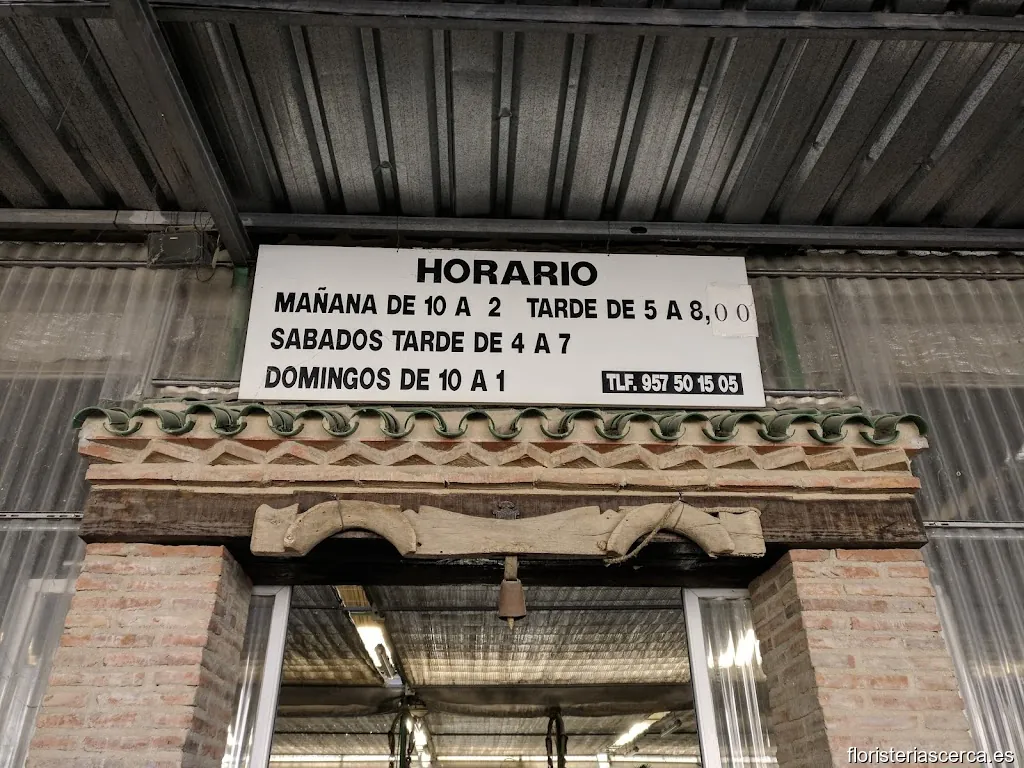 HORARIO
MAÑANA DE 10 A 2 TARDE DE 5 A 8,00
SABADOS TARDE DE 4 A 7
DOMINGOS DE 10 A 1 TLF. 957 50 15 05
floristeriascerca.es